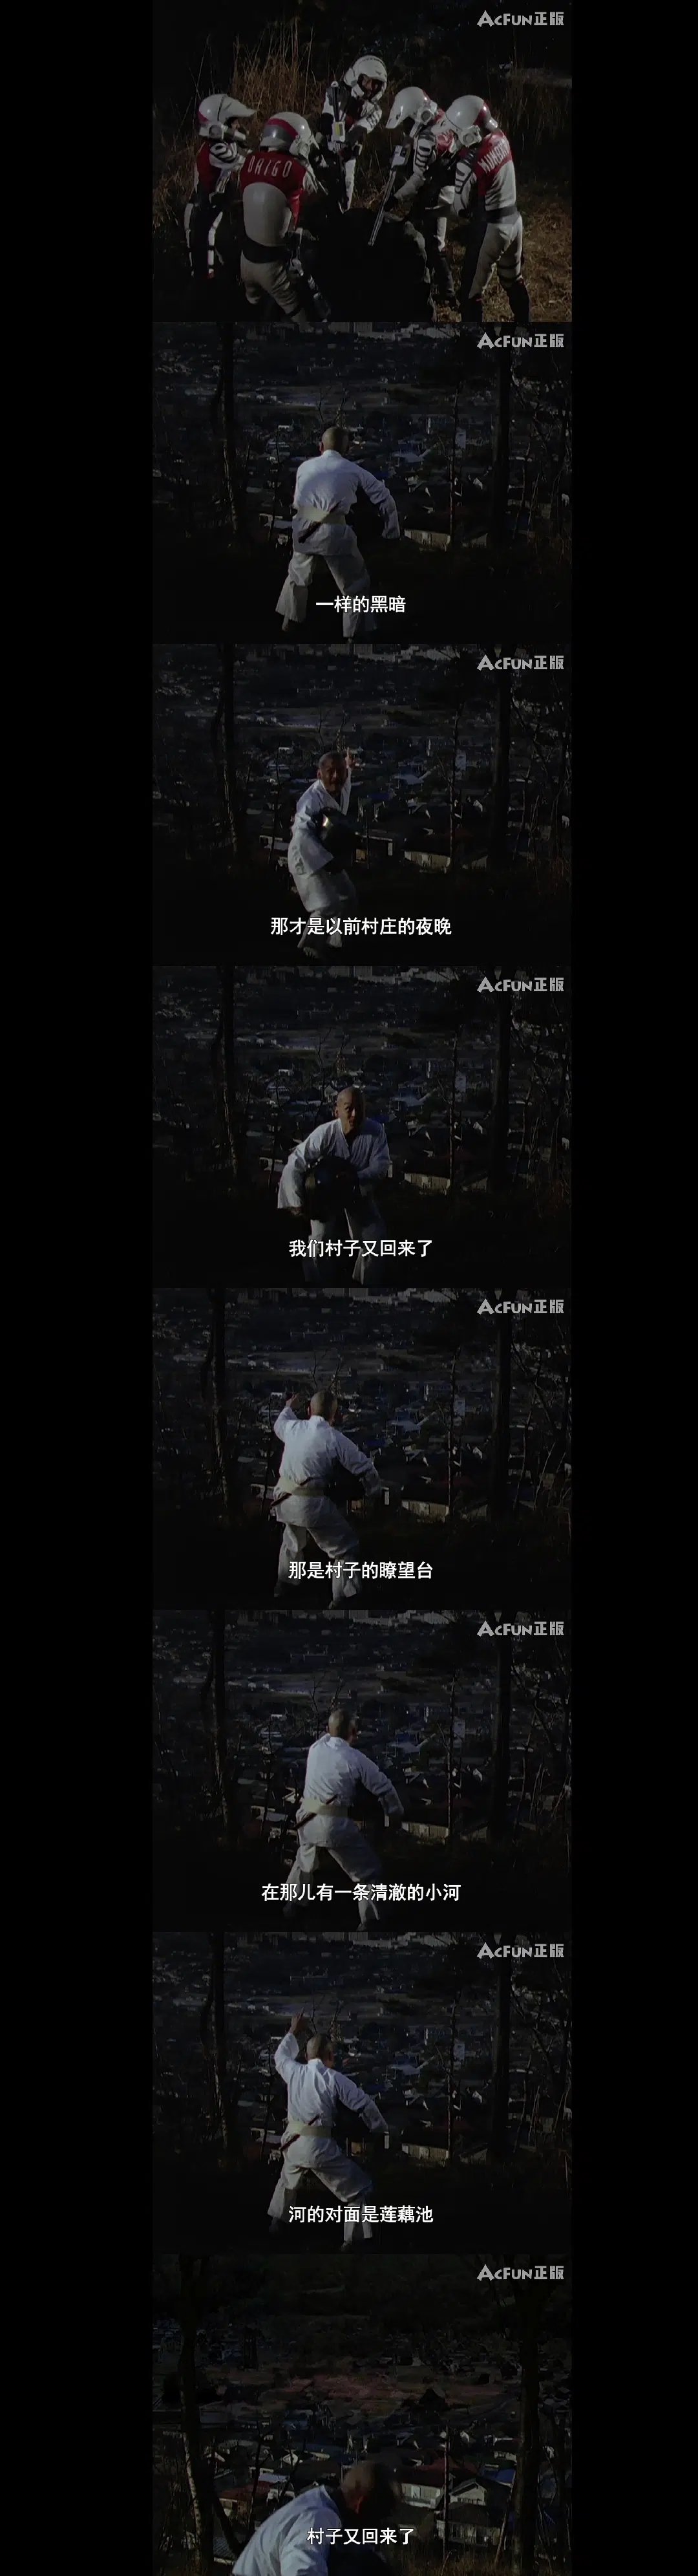 ACFUN正版
DAIGO
MUNAKATA
ACFUN正版
一样的黑暗
ACFUN正版
那才是以前村庄的夜晚
ACFUN正版
我们村子又回来了
ACFUN正版
那是村子的瞭望台
ACFUN正版
在那儿有一条清澈的小河
ACFUN正版
河的对面是莲藕池
ACFUN正版
村子又回来了